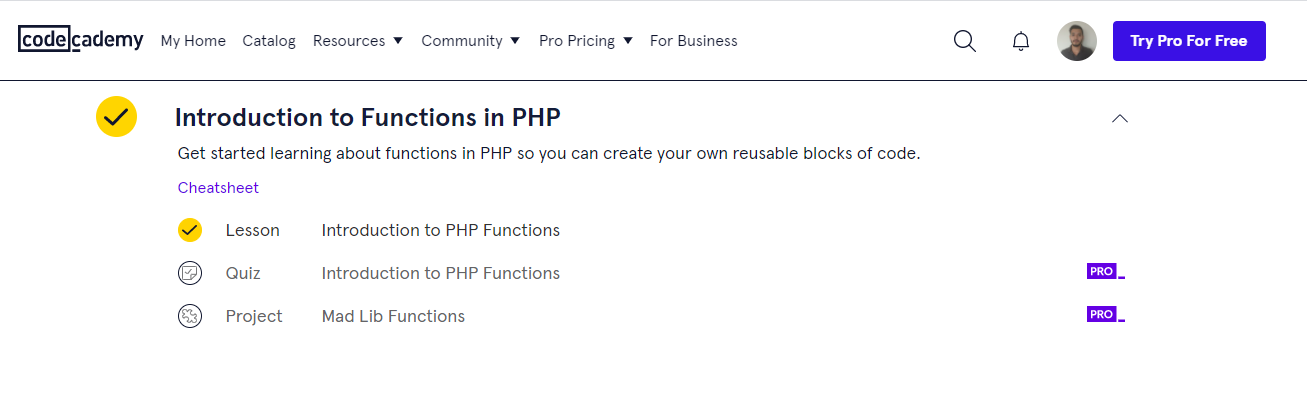 codecademy My Home Catalog Resources Community Pro Pricing For Business Try Pro For Free
Introduction to Functions in PHP
Get started learning about functions in PHP so you can create your own reusable blocks of code.
Cheatsheet
Lesson Introduction to PHP Functions
Quiz Introduction to PHP Functions PRO
Project Mad Lib Functions PRO